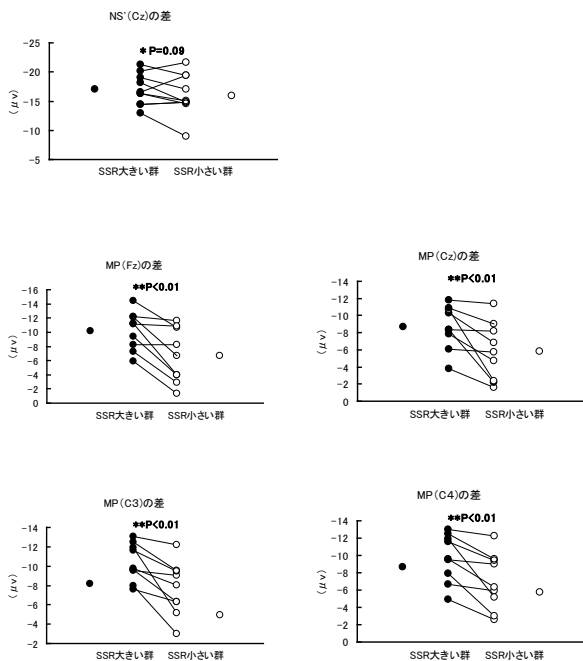 NS'(Cz)の差
* P=0.09
(μv)
-25
-20
-15
-10
-5
SSR大きい群 SSR小さい群
MP(Fz)の差
**P<0.01
(μv)
-16
-14
-12
-10
-8
-6
-4
-2
0
SSR大きい群 SSR小さい群
MP(Cz)の差
**P<0.01
(μv)
-14
-12
-10
-8
-6
-4
-2
0
SSR大きい群 SSR小さい群
MP(C3)の差
**P<0.01
(μv)
-14
-12
-10
-8
-6
-4
-2
SSR大きい群 SSR小さい群
MP(C4)の差
**P<0.01
(μv)
-14
-12
-10
-8
-6
-4
-2
0
SSR大きい群 SSR小さい群